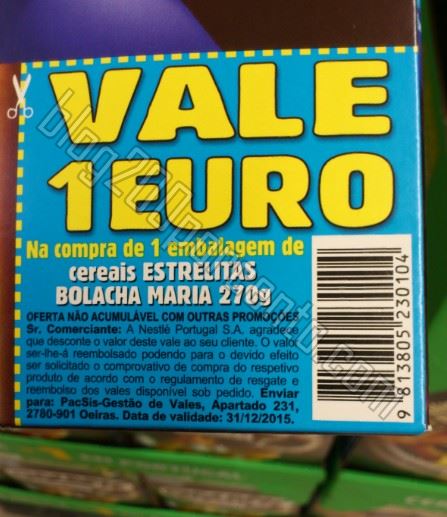 VALE
1EURO
Na compra de 1 embalagem de
cereais ESTRELITAS
BOLACHA MARIA 270g
OFERTA NÃO ACUMULÁVEL COM OUTRAS PROMOÇÕES
Sr. Comerciante: A Nestlé Portugal S.A. agradece
que desconte o valor deste vale ao seu cliente. O valor
ser-lhe-á reembolsado podendo para o devido efeito
ser solicitado o comprovativo de compra do respetivo
produto de acordo com o regulamento de resgate e
reembolso dos vales disponível sob pedido. Enviar
para: PacSis-Gestão de Vales, Apartado 231,
2780-901 Oeiras. Data de validade: 31/12/2015.
9 813805 230104